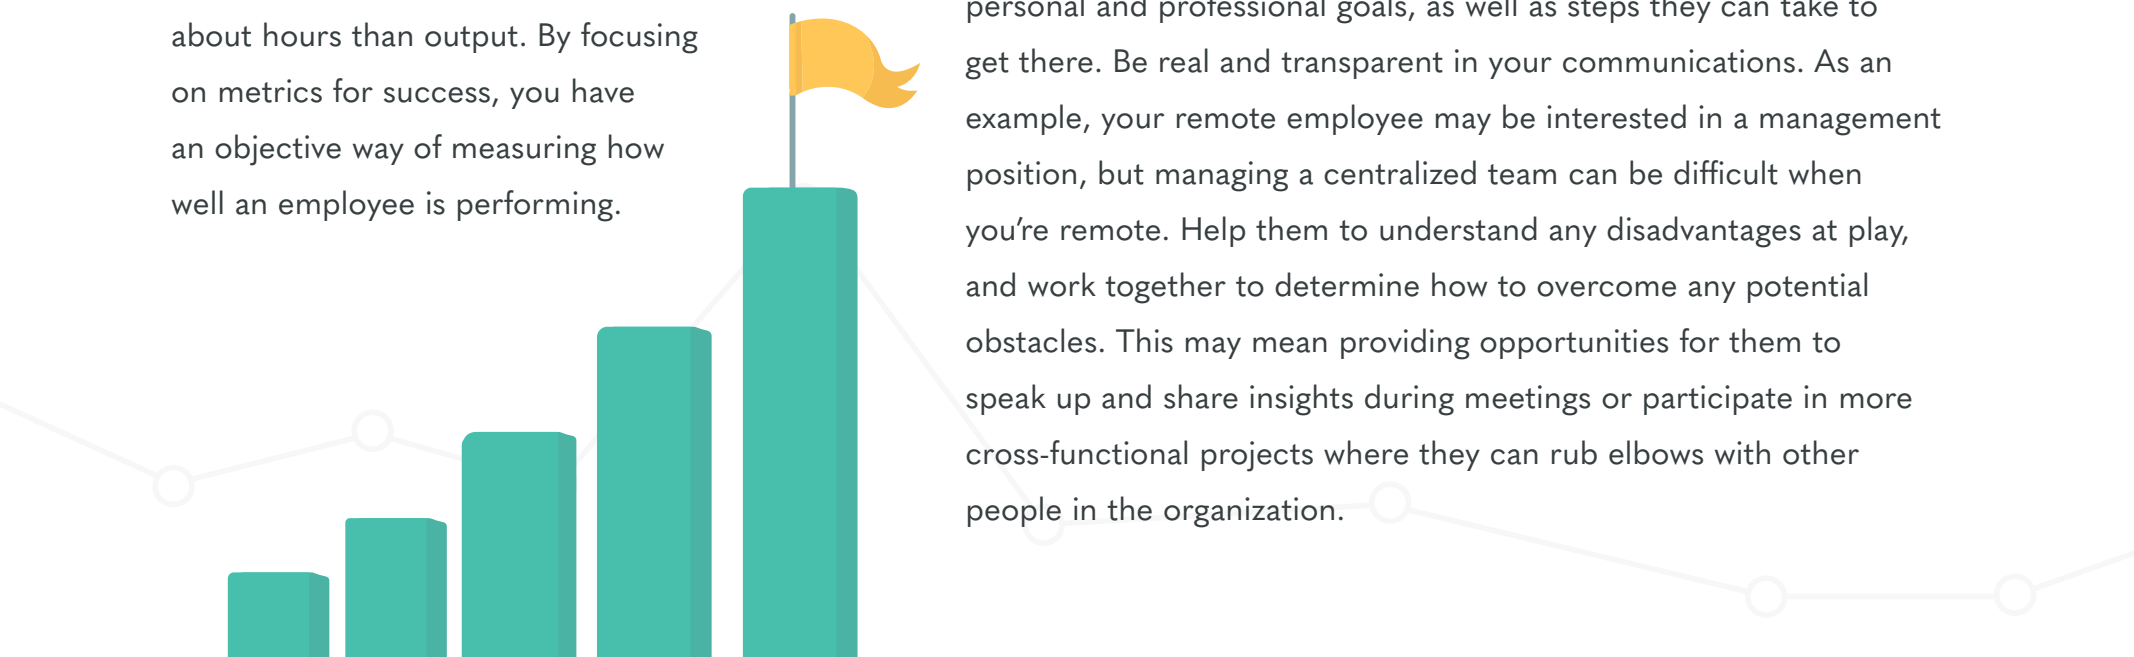 about hours than output. By focusing
on metrics for success, you have
an objective way of measuring how
well an employee is performing.
personal and professional goals, as well as steps they can take to
get there. Be real and transparent in your communications. As an
example, your remote employee may be interested in a management
position, but managing a centralized team can be difficult when
you’re remote. Help them to understand any disadvantages at play,
and work together to determine how to overcome any potential
obstacles. This may mean providing opportunities for them to
speak up and share insights during meetings or participate in more
cross-functional projects where they can rub elbows with other
people in the organization.